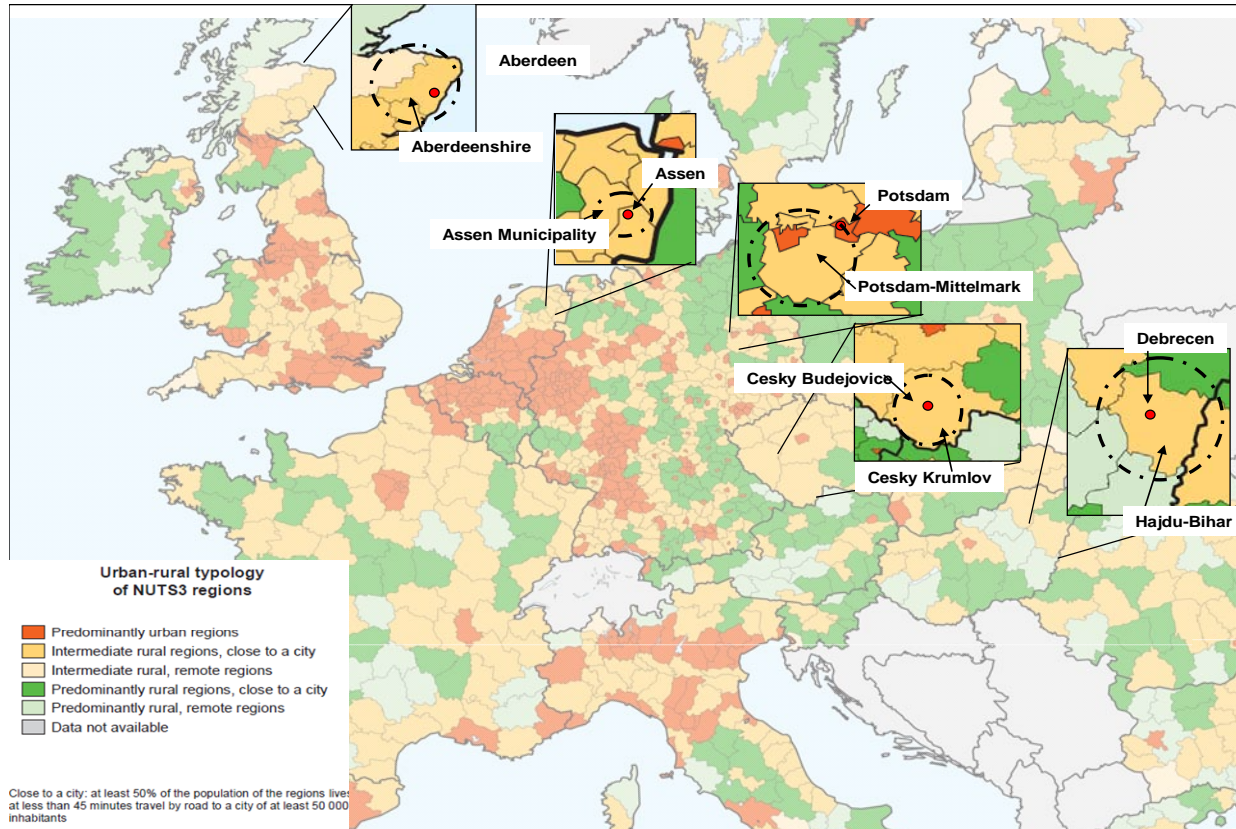 Aberdeen
Aberdeenshire
Assen
Assen Municipality
Potsdam
Potsdam-Mittelmark
Debrecen
Cesky Budejovice
Cesky Krumlov
Hajdu-Bihar
Urban-rural typology
of NUTS3 regions
Predominantly urban regions
Intermediate rural regions, close to a city
Intermediate rural, remote regions
Predominantly rural regions, close to a city
Predominantly rural, remote regions
Data not available
Close to a city: at least 50% of the population of the regions lives
at less than 45 minutes travel by road to a city of at least 50 000
inhabitants